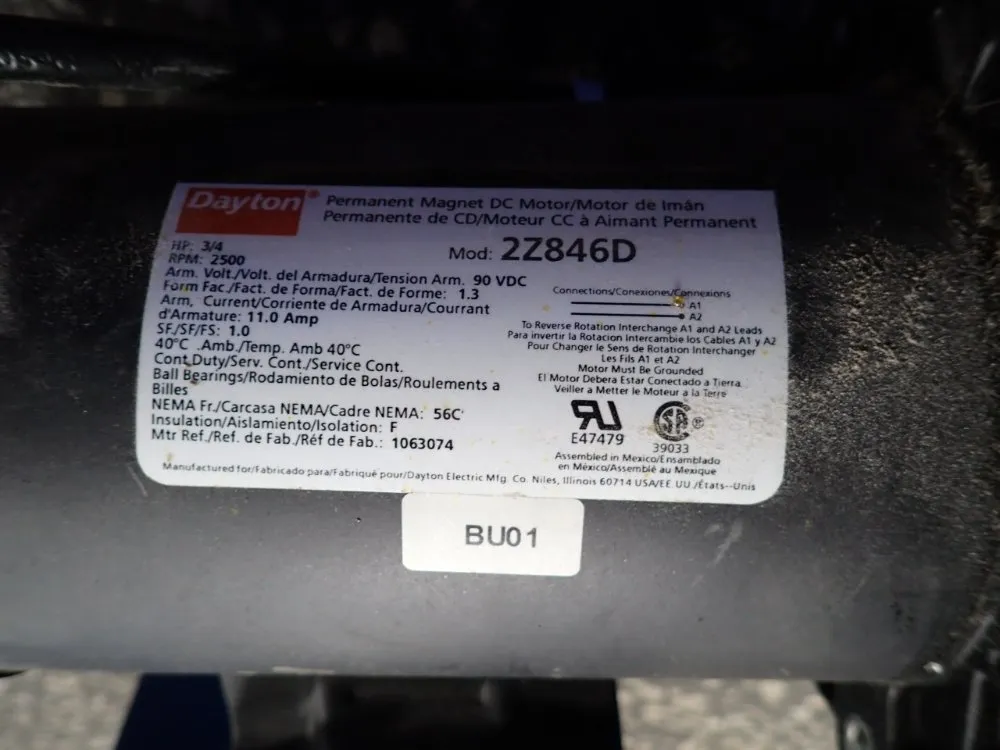 Dayton®
Permanent Magnet DC Motor/Motor de Imán
Permanente de CD/Moteur CC à Aimant Permanent
Mod: 2Z846D
HP: 3/4
RPM: 2500
Arm. Volt./Volt. del Armadura/Tension Arm. 90 VDC
Form Fac./Fact. de Forma/Fact. de Forme: 1.3
Arm, Current/Corriente de Armadura/Courrant
d'Armature: 11.0 Amp
SF./SF/FS: 1.0
40°C .Amb./Temp. Amb 40°C
Cont.Duty/Serv. Cont./Service Cont.
Ball Bearings/Rodamiento de Bolas/Roulements a
Billes
NEMA Fr./Carcasa NEMA/Cadre NEMA: 56C
Insulation/Aislamiento/Isolation: F
Mtr Ref./Ref. de Fab./Réf de Fab.: 1063074
Connections/Conexiones/Connexions
A1
A2
To Reverse Rotation Interchange A1 and A2 Leads
Para invertir la Rotacion Intercambie los Cables A1 y A2
Pour Changer le Sens de Rotation Interchanger
Les Fils A1 et A2
Motor Must Be Grounded
El Motor Debera Estar Conectado a Tierra
Veiller a Metter le Moteur a la Terre
RU
E47479
SA ®
39033
Assembled in Mexico/Ensamblado
en México/Assemblé au Mexique
Manufactured for/Fabricado para/Fabriqué pour/Dayton Electric Mfg. Co. Niles, Illinois 60714 USA/EE.UU./États--Unis
BU01